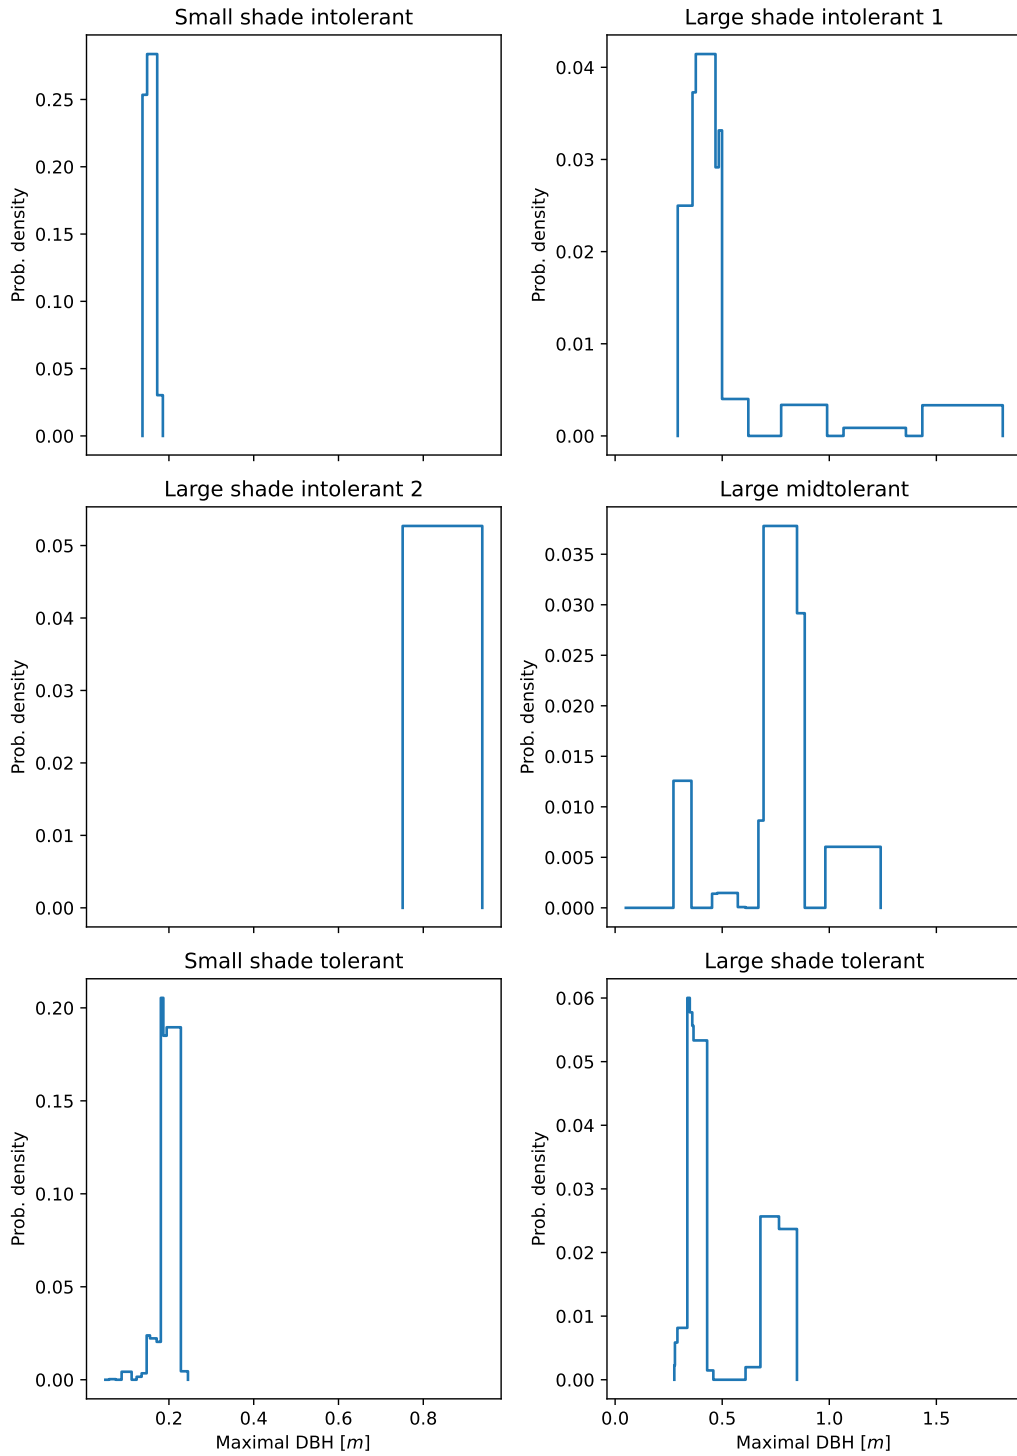 Small shade intolerant
Prob. density
0.25
0.20
0.15
0.10
0.05
0.00
Large shade intolerant 1
Prob. density
0.04
0.03
0.02
0.01
0.00
Large shade intolerant 2
Prob. density
0.05
0.04
0.03
0.02
0.01
0.00
Large midtolerant
Prob. density
0.035
0.030
0.025
0.020
0.015
0.010
0.005
0.000
Small shade tolerant
Prob. density
0.20
0.15
0.10
0.05
0.00
0.2 0.4 0.6 0.8
Maximal DBH [m]
Large shade tolerant
Prob. density
0.06
0.05
0.04
0.03
0.02
0.01
0.00
0.0 0.5 1.0 1.5
Maximal DBH [m]